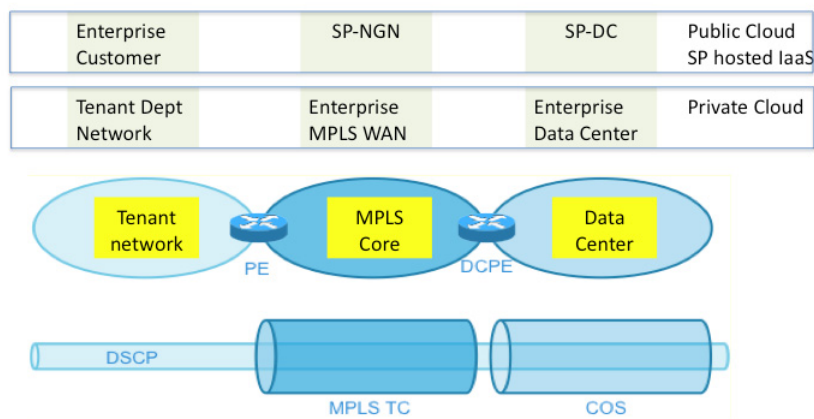 Enterprise
Customer
SP-NGN
SP-DC
Public Cloud
SP hosted IaaS
Tenant Dept
Network
Enterprise
MPLS WAN
Enterprise
Data Center
Private Cloud
Tenant
network
MPLS
Core
Data
Center
PE
DCPE
DSCP
MPLS TC
COS